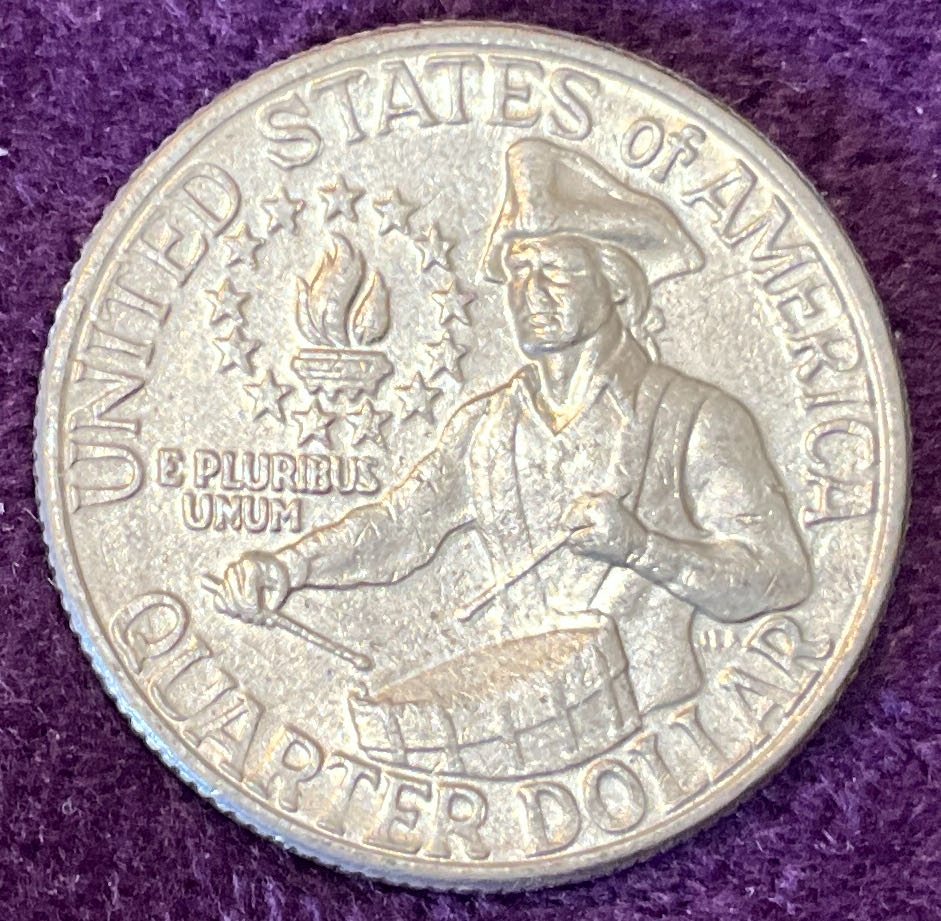 UNITED STATES of AMERICA
E PLURIBUS
UNUM
QUARTER DOLLAR